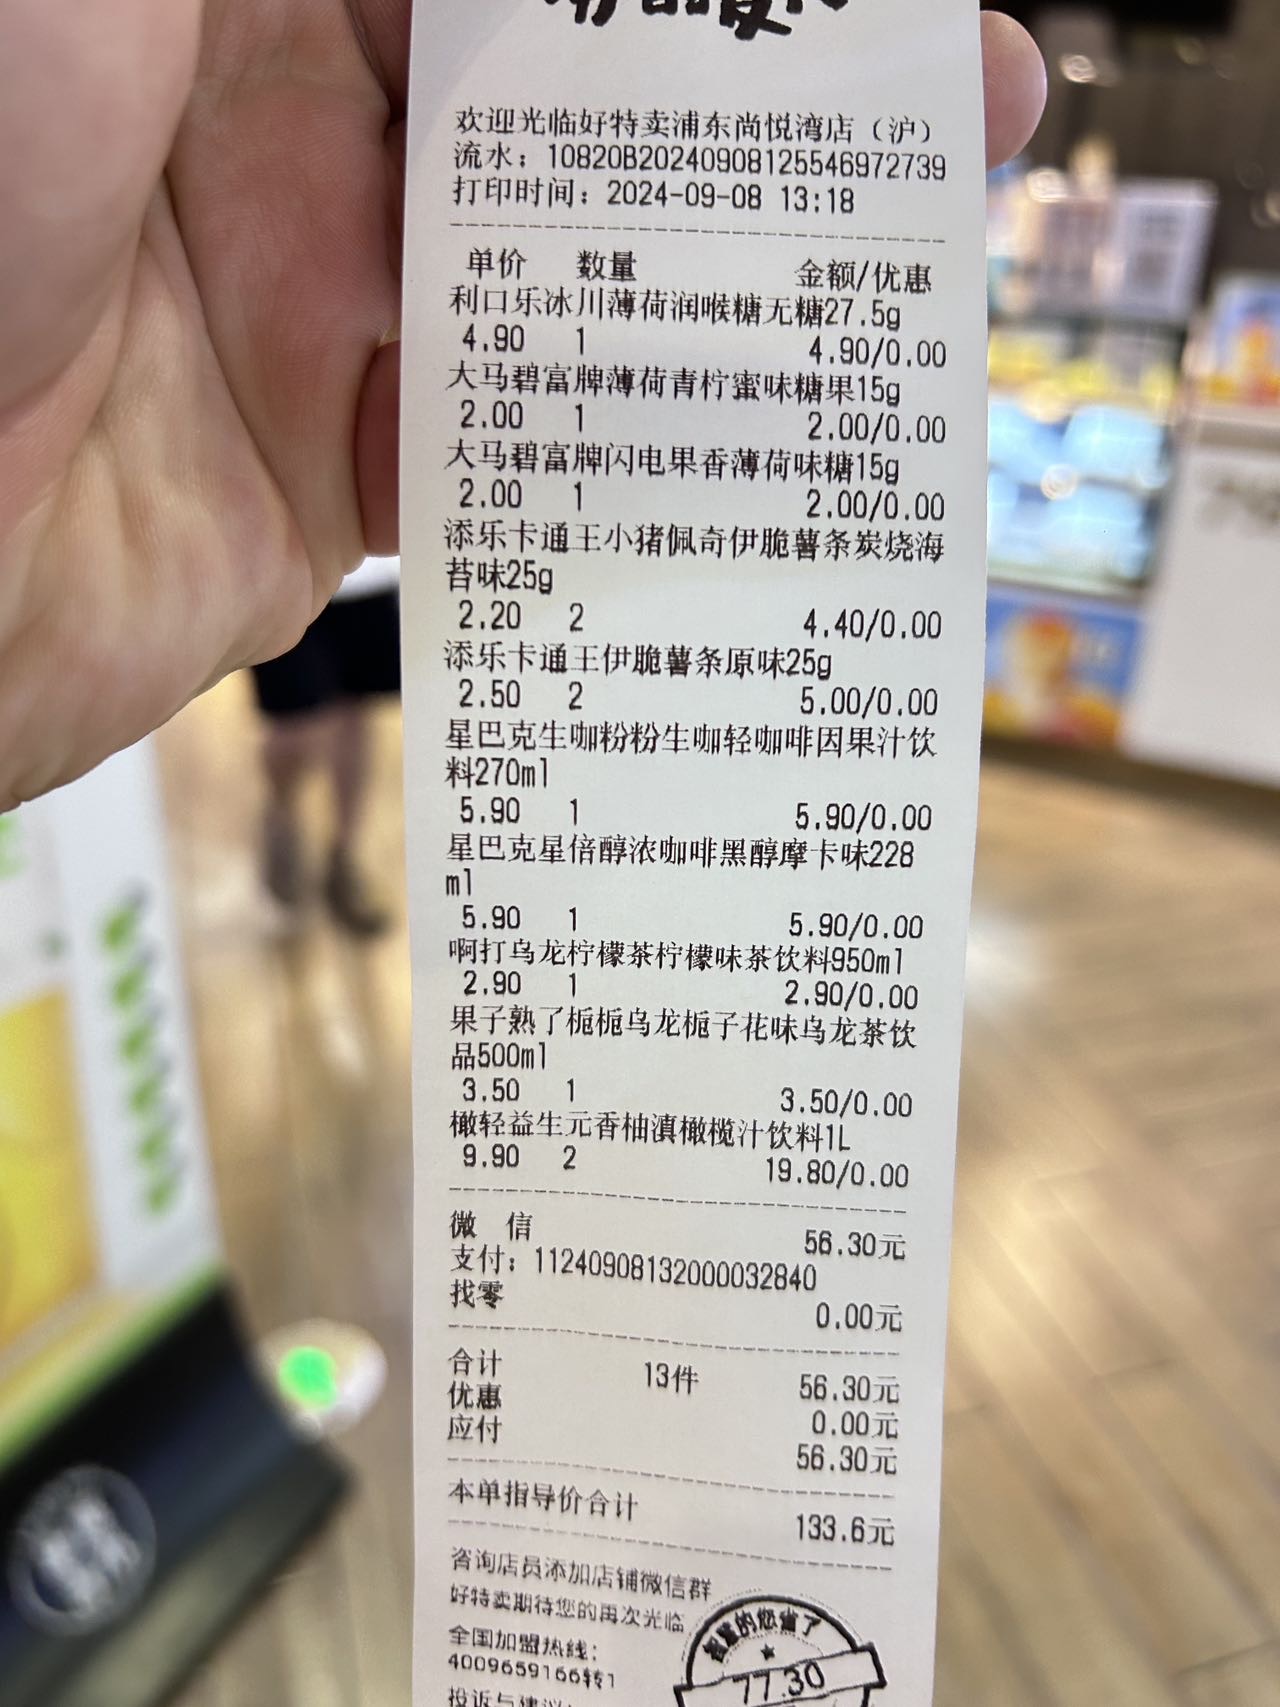 欢迎光临好特卖浦东尚悦湾店（沪）
流水：10820B20240908125546972739
打印时间：2024-09-08 13:18
单价 数量 金额/优惠
利口乐冰川薄荷润喉糖无糖27.5g
4.90 1 4.90/0.00
大马碧富牌薄荷青柠蜜味糖果15g
2.00 1 2.00/0.00
大马碧富牌闪电果香薄荷味糖15g
2.00 1 2.00/0.00
添乐卡通王小猪佩奇伊脆薯条炭烧海
苔味25g
2.20 2 4.40/0.00
添乐卡通王伊脆薯条原味25g
2.50 2 5.00/0.00
星巴克生咖粉粉生咖轻咖啡因果汁饮
料270ml
5.90 1 5.90/0.00
星巴克星倍醇浓咖啡黑醇摩卡味228
ml
5.90 1 5.90/0.00
啊打乌龙柠檬茶柠檬味茶饮料950ml
2.90 1 2.90/0.00
果子熟了栀栀乌龙栀子花味乌龙茶饮
品500ml
3.50 1 3.50/0.00
橄轻益生元香柚滇橄榄汁饮料1L
9.90 2 19.80/0.00
微 信 56.30元
支付：11240908132000032840
找零 0.00元
合计 13件 56.30元
优惠 0.00元
应付 56.30元
本单指导价合计 133.6元
咨询店员添加店铺微信群
好特卖期待您的再次光临
全国加盟热线：
4009659166转1
投诉与建议
的您省了
77.30